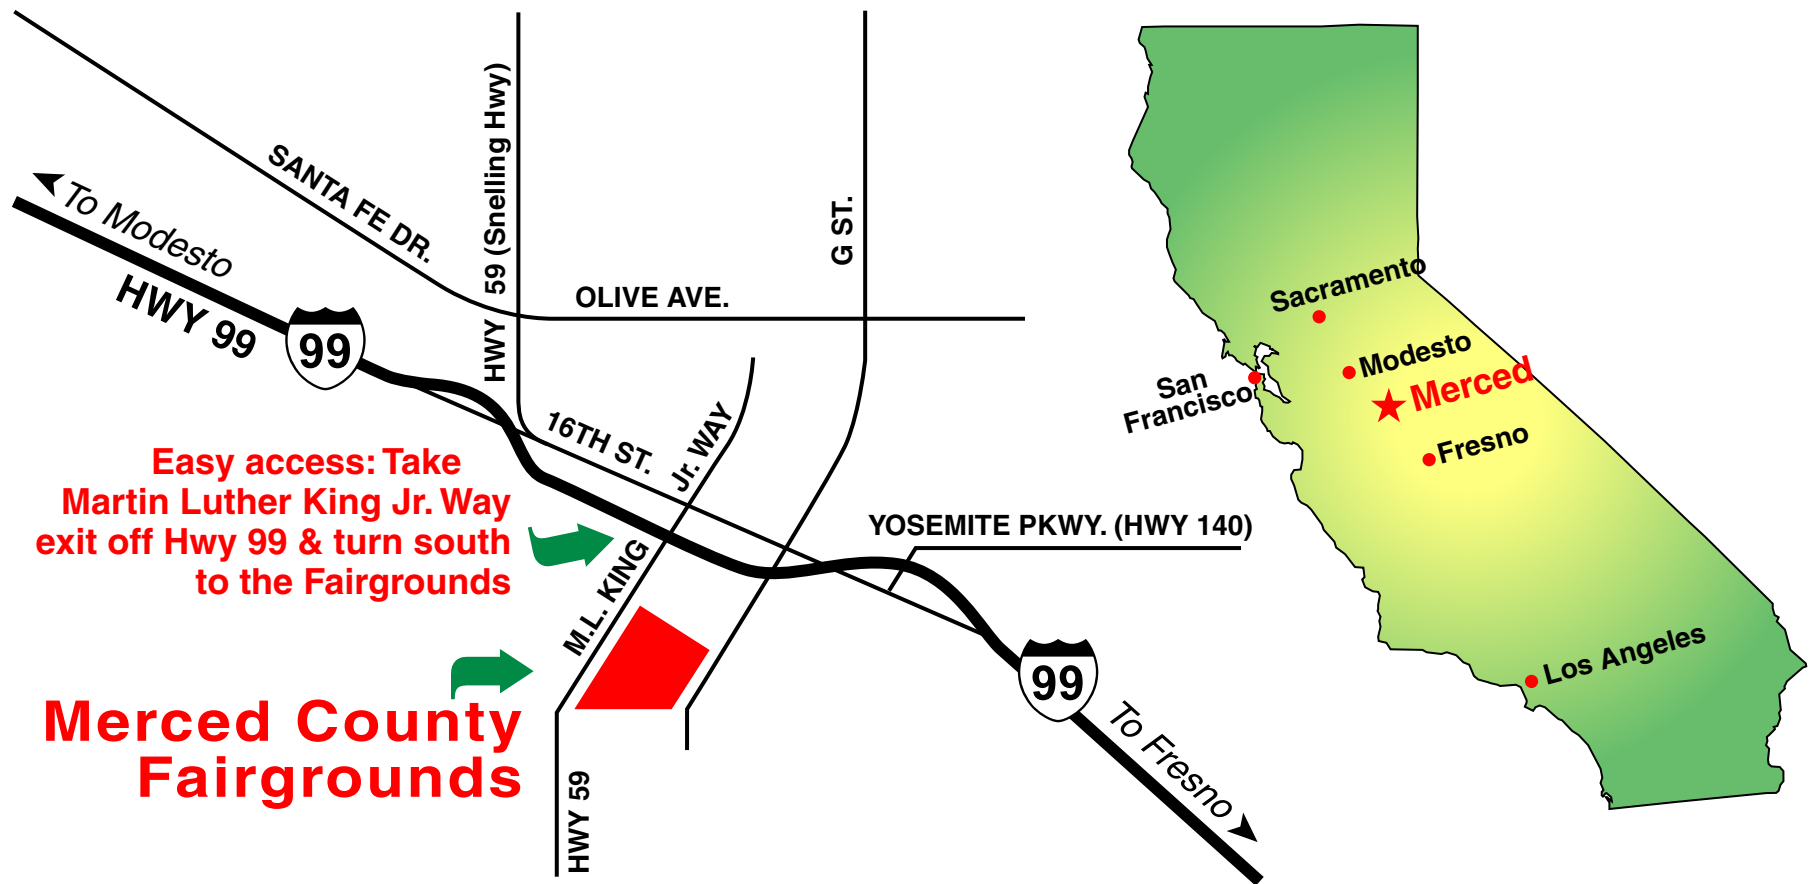 SANTA FE DR.
To Modesto
HWY 99
99
HWY 59 (Snelling Hwy)
G ST.
OLIVE AVE.
16TH ST.
Jr. WAY
M.L. KING
YOSEMITE PKWY. (HWY 140)
Easy access: Take
Martin Luther King Jr. Way
exit off Hwy 99 & turn south
to the Fairgrounds
Merced County
Fairgrounds
HWY 59
99
To Fresno
Sacramento
Modesto
San
Francisco
Merced
Fresno
Los Angeles